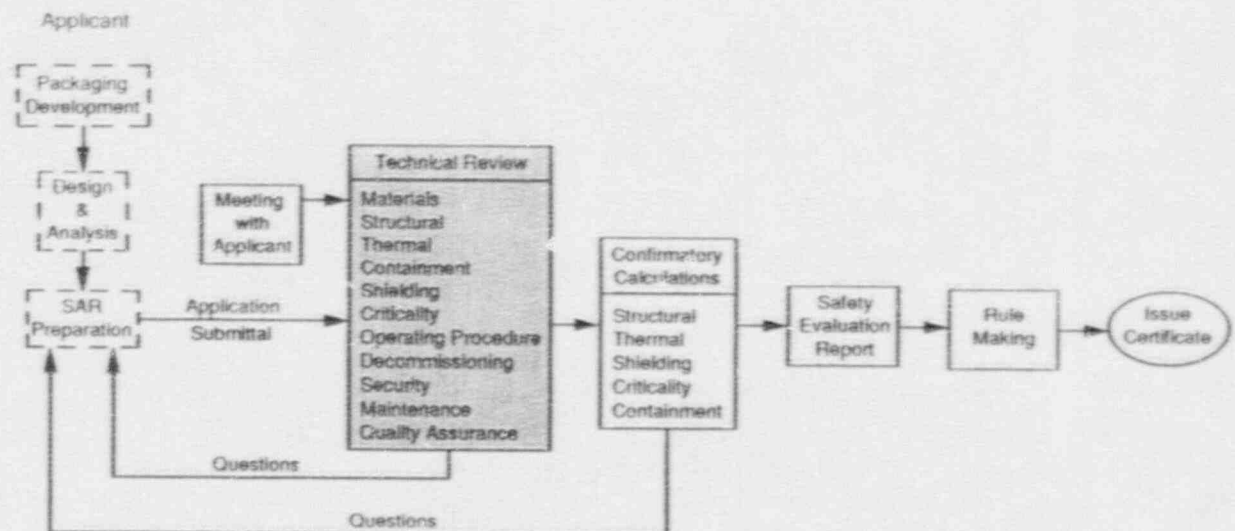 Applicant
Packaging
Development
Design
&
Analysis
SAR
Preparation
Application
Submittal
Meeting
with
Applicant
Technical Review
Materials
Structural
Thermal
Containment
Shielding
Criticality
Operating Procedure
Decommissioning
Security
Maintenance
Quality Assurance
Questions
Confirmatory
Calculations
Structural
Thermal
Shielding
Criticality
Containment
Questions
Safety
Evaluation
Report
Rule
Making
Issue
Certificate